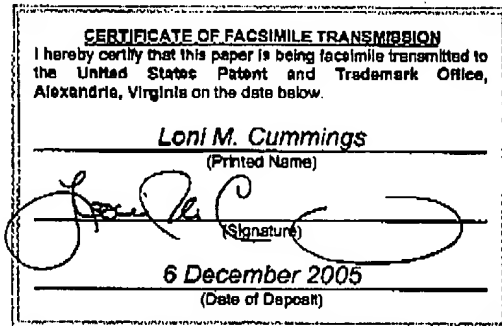 CERTIFICATE OF FACSIMILE TRANSMISSION
I hereby certify that this paper is being facsimile transmitted to
the United States Patent and Trademark Office,
Alexandria, Virginia on the date below.
Loni M. Cummings
(Printed Name)
(Signature)
6 December 2005
(Date of Deposit)